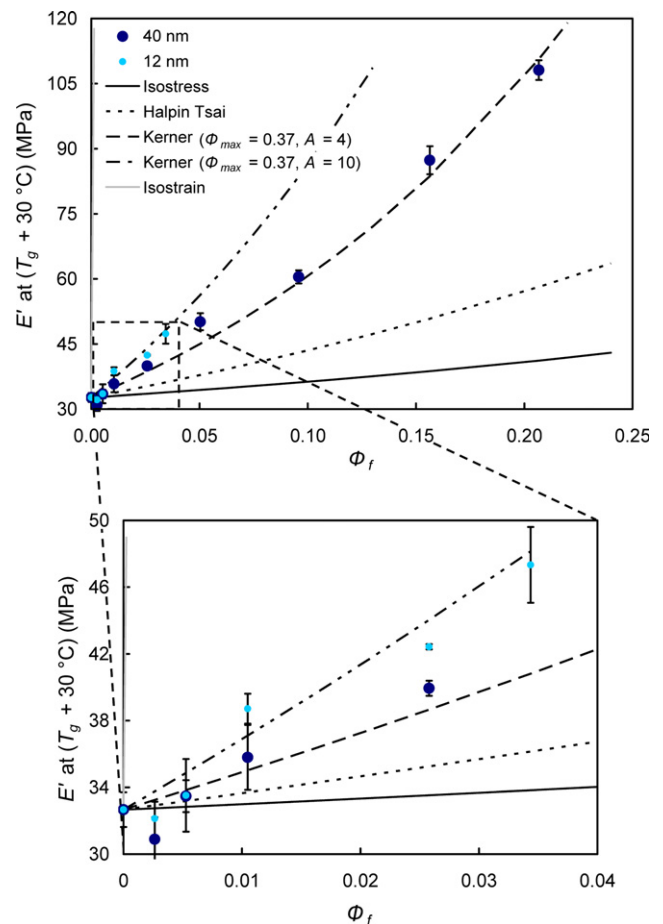 120
105
90
75
60
45
30
E' at (Tg + 30 °C) (MPa)
40 nm
12 nm
Isostress
Halpin Tsai
Kerner (Φmax = 0.37, A = 4)
Kerner (Φmax = 0.37, A = 10)
Isostrain
0.00 0.05 0.10 0.15 0.20 0.25
Φf
50
46
42
38
34
30
E' at (Tg + 30 °C) (MPa)
0 0.01 0.02 0.03 0.04
Φf